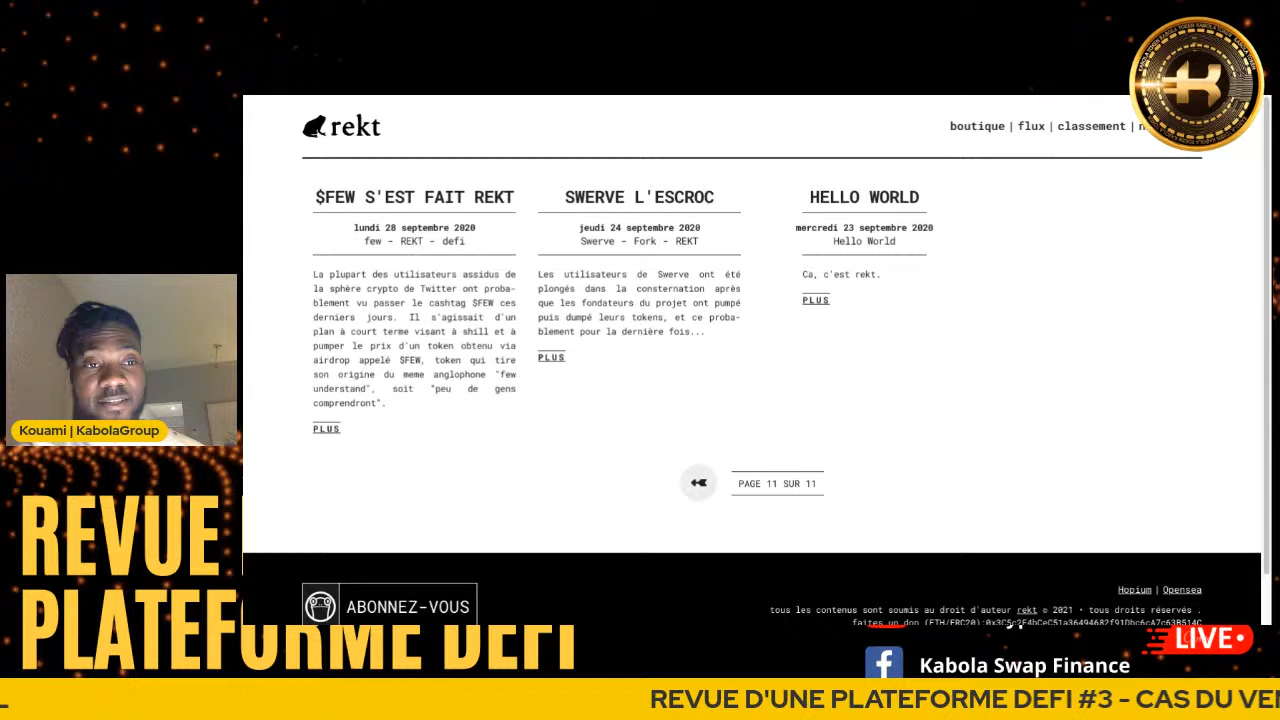 rekt
boutique | flux | classement |
$FEW S'EST FAIT REKT
lundi 28 septembre 2020
few - REKT - defi
La plupart des utilisateurs assidus de
la sphère crypto de Twitter ont proba-
blement vu passer le cashtag $FEW ces
derniers jours. Il s'agissait d'un
plan à court terme visant à shill et à
pumper le prix d'un token obtenu via
airdrop appelé $FEW, token qui tire
son origine du meme anglophone "few
understand", soit "peu de gens
comprendront".
PLUS
SWERVE L'ESCROC
jeudi 24 septembre 2020
Swerve - Fork - REKT
Les utilisateurs de Swerve ont été
plongés dans la consternation après
que les fondateurs du projet ont pumpé
puis dumpé leurs tokens, et ce proba-
blement pour la dernière fois...
PLUS
HELLO WORLD
mercredi 23 septembre 2020
Hello World
Ca, c'est rekt.
PLUS
PAGE 11 SUR 11
Kouami | KabolaGroup
REVUE
PLATEFORME DEFI
ABONNEZ-VOUS
Hopium | Opensea
tous les contenus sont soumis au droit d'auteur rekt © 2021 • tous droits réservés .
faites un don (ETH/ERC20):
LIVE
Kabola Swap Finance
REVUE D'UNE PLATEFORME DEFI #3 - CAS DU